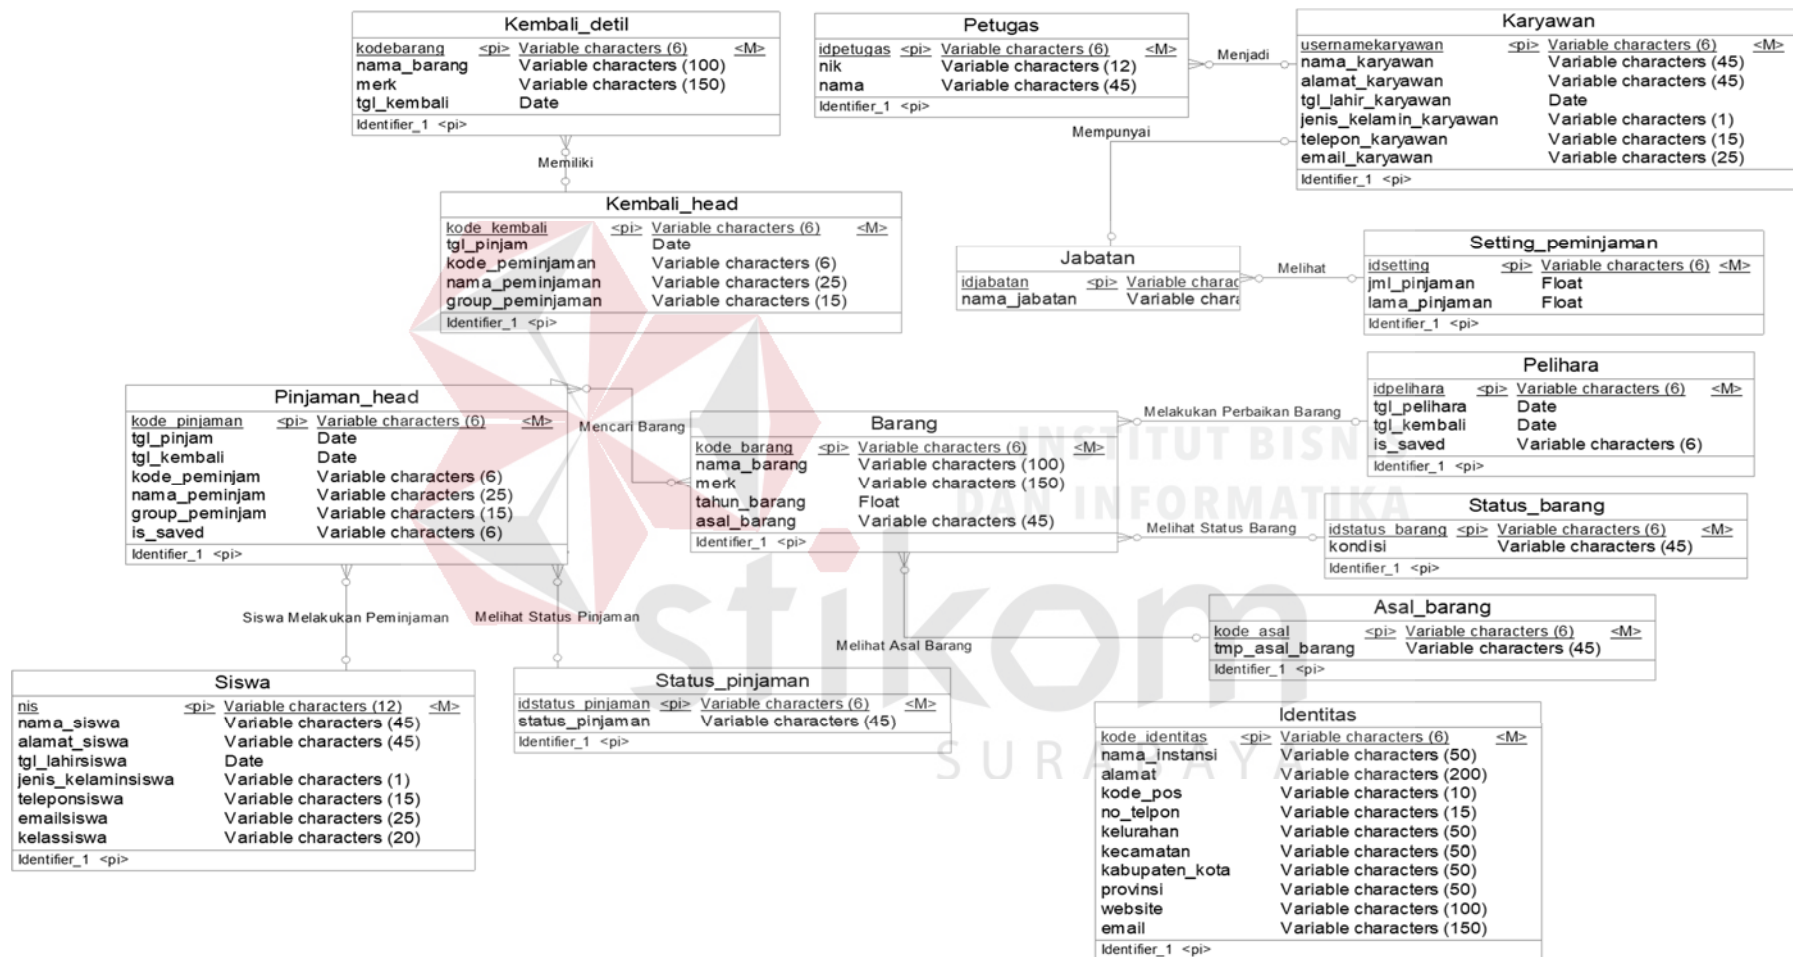 Kembali_detil
kodebarang <pi> Variable characters (6) <M>
nama_barang Variable characters (100)
merk Variable characters (150)
tgl_kembali Date
Identifier_1 <pi>
Petugas
idpetugas <pi> Variable characters (6) <M>
nik Variable characters (12)
nama Variable characters (45)
Identifier_1 <pi>
Menjadi
Karyawan
usernamekaryawan <pi> Variable characters (6) <M>
nama_karyawan Variable characters (45)
alamat_karyawan Variable characters (45)
tgl_lahir_karyawan Date
jenis_kelamin_karyawan Variable characters (1)
telepon_karyawan Variable characters (15)
email_karyawan Variable characters (25)
Identifier_1 <pi>
Mempunyai
Memiliki
Kembali_head
kode_kembali <pi> Variable characters (6) <M>
tgl_pinjam Date
kode_peminjaman Variable characters (6)
nama_peminjaman Variable characters (25)
group_peminjaman Variable characters (15)
Identifier_1 <pi>
Jabatan
idjabatan <pi> Variable charac
nama_jabatan Variable chara
Melihat
Setting_peminjaman
idsetting <pi> Variable characters (6) <M>
jml_pinjaman Float
lama_pinjaman Float
Identifier_1 <pi>
Pelihara
idpelihara <pi> Variable characters (6) <M>
tgl_pelihara Date
tgl_kembali Date
is_saved Variable characters (6)
Identifier_1 <pi>
Melakukan Perbaikan Barang
Pinjaman_head
kode_pinjaman <pi> Variable characters (6) <M>
tgl_pinjam Date
tgl_kembali Date
kode_peminjam Variable characters (6)
nama_peminjam Variable characters (25)
group_peminjam Variable characters (15)
is_saved Variable characters (6)
Identifier_1 <pi>
Mencari Barang
Barang
kode_barang <pi> Variable characters (6) <M>
nama_barang Variable characters (100)
merk Variable characters (150)
tahun_barang Float
asal_barang Variable characters (45)
Identifier_1 <pi>
INSTITUT BISNIS
DAN INFORMATIKA
Melihat Status Barang
Status_barang
idstatus_barang <pi> Variable characters (6) <M>
kondisi Variable characters (45)
Identifier_1 <pi>
Siswa Melakukan Peminjaman
Melihat Status Pinjaman
stikom
Melihat Asal Barang
Asal_barang
kode_asal <pi> Variable characters (6) <M>
tmp_asal_barang Variable characters (45)
Identifier_1 <pi>
Siswa
nis <pi> Variable characters (12) <M>
nama_siswa Variable characters (45)
alamat_siswa Variable characters (45)
tgl_lahirsiswa Date
jenis_kelaminsiswa Variable characters (1)
teleponsiswa Variable characters (15)
emailsiswa Variable characters (25)
kelassiswa Variable characters (20)
Identifier_1 <pi>
Status_pinjaman
idstatus_pinjaman <pi> Variable characters (6) <M>
status_pinjaman Variable characters (45)
Identifier_1 <pi>
SURABAYA
Identitas
kode_identitas <pi> Variable characters (6) <M>
nama_instansi Variable characters (50)
alamat Variable characters (200)
kode_pos Variable characters (10)
no_telpon Variable characters (15)
kelurahan Variable characters (50)
kecamatan Variable characters (50)
kabupaten_kota Variable characters (50)
provinsi Variable characters (50)
website Variable characters (100)
email Variable characters (150)
Identifier_1 <pi>